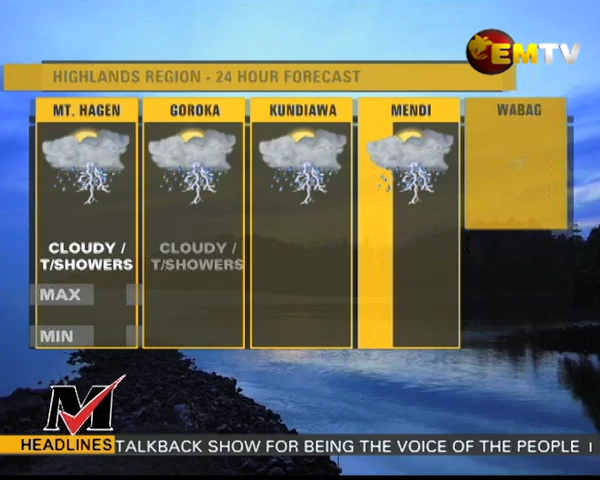 EMTV
HIGHLANDS REGION - 24 HOUR FORECAST
MT. HAGEN
GOROKA
KUNDIAWA
MENDI
WABAG
CLOUDY /
T/SHOWERS
CLOUDY /
T/SHOWERS
MAX
MIN
M
HEADLINES
TALKBACK SHOW FOR BEING THE VOICE OF THE PEOPLE